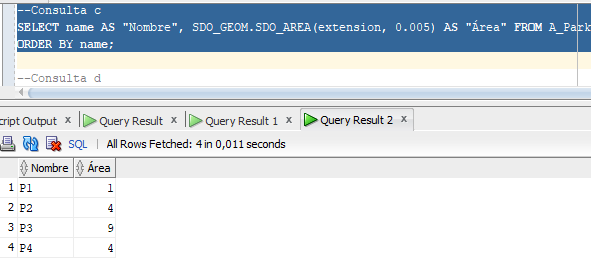 --Consulta c
SELECT name AS "Nombre", SDO_GEOM.SDO_AREA(extension, 0.005) AS "Área" FROM A_Park
ORDER BY name;
--Consulta d
cript Output x Query Result x Query Result 1 x Query Result 2 x
SQL | All Rows Fetched: 4 in 0,011 seconds
Nombre Área
1 P1 1
2 P2 4
3 P3 9
4 P4 4